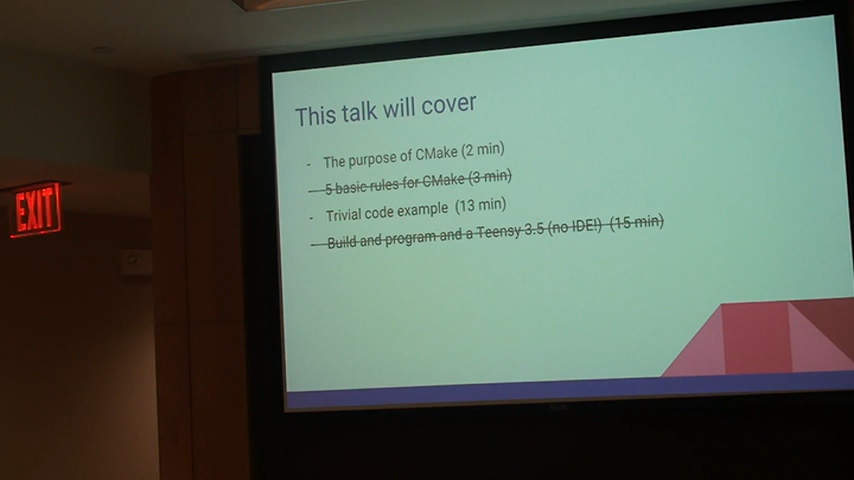 This talk will cover
- The purpose of CMake (2 min)
- 5 basic rules for CMake (3 min)
- Trivial code example (13 min)
- Build and program and a Teensy 3.5 (no IDE!) (15 min)
EXIT